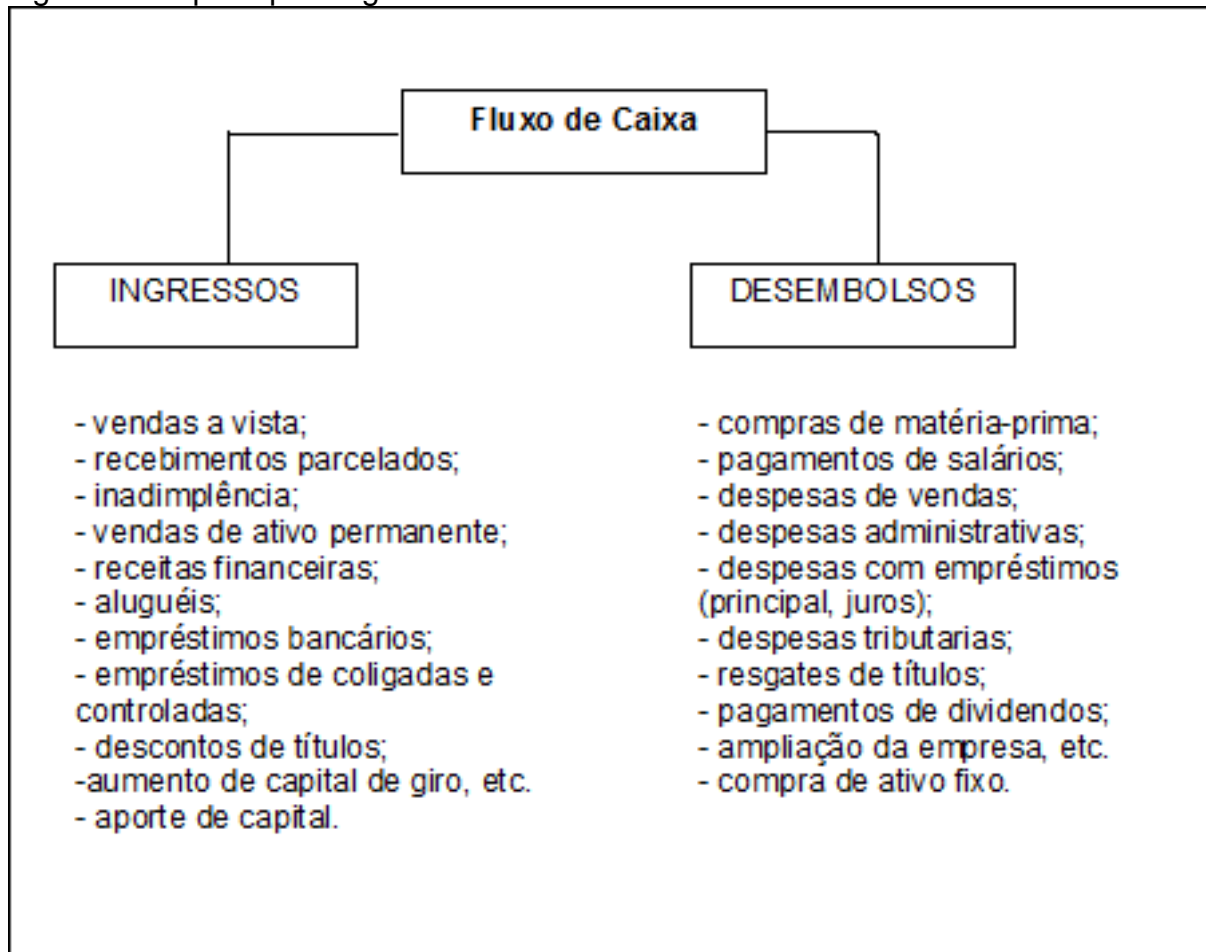 Fluxo de Caixa
INGRESSOS
- vendas a vista;
- recebimentos parcelados;
- inadimplência;
- vendas de ativo permanente;
- receitas financeiras;
- aluguéis;
- empréstimos bancários;
- empréstimos de coligadas e
controladas;
- descontos de títulos;
-aumento de capital de giro, etc.
- aporte de capital.
DESEMBOLSOS
- compras de matéria-prima;
- pagamentos de salários;
- despesas de vendas;
- despesas administrativas;
- despesas com empréstimos
(principal, juros);
- despesas tributarias;
- resgates de títulos;
- pagamentos de dividendos;
- ampliação da empresa, etc.
- compra de ativo fixo.